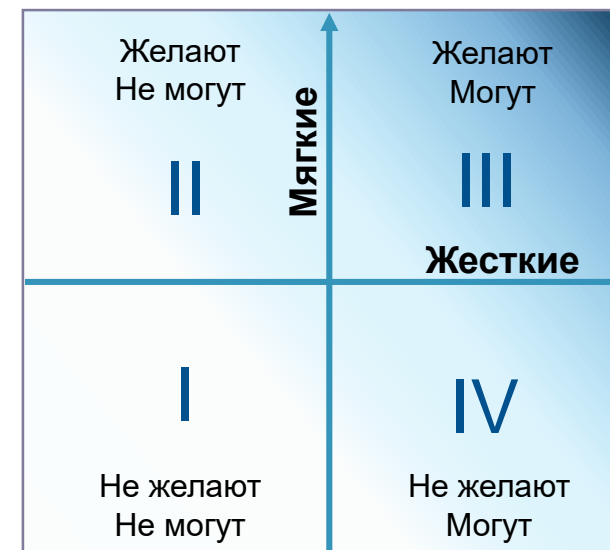 Желают
Не могут
II
Мягкие
Желают
Могут
III
Жесткие
I
Не желают
Не могут
IV
Не желают
Могут